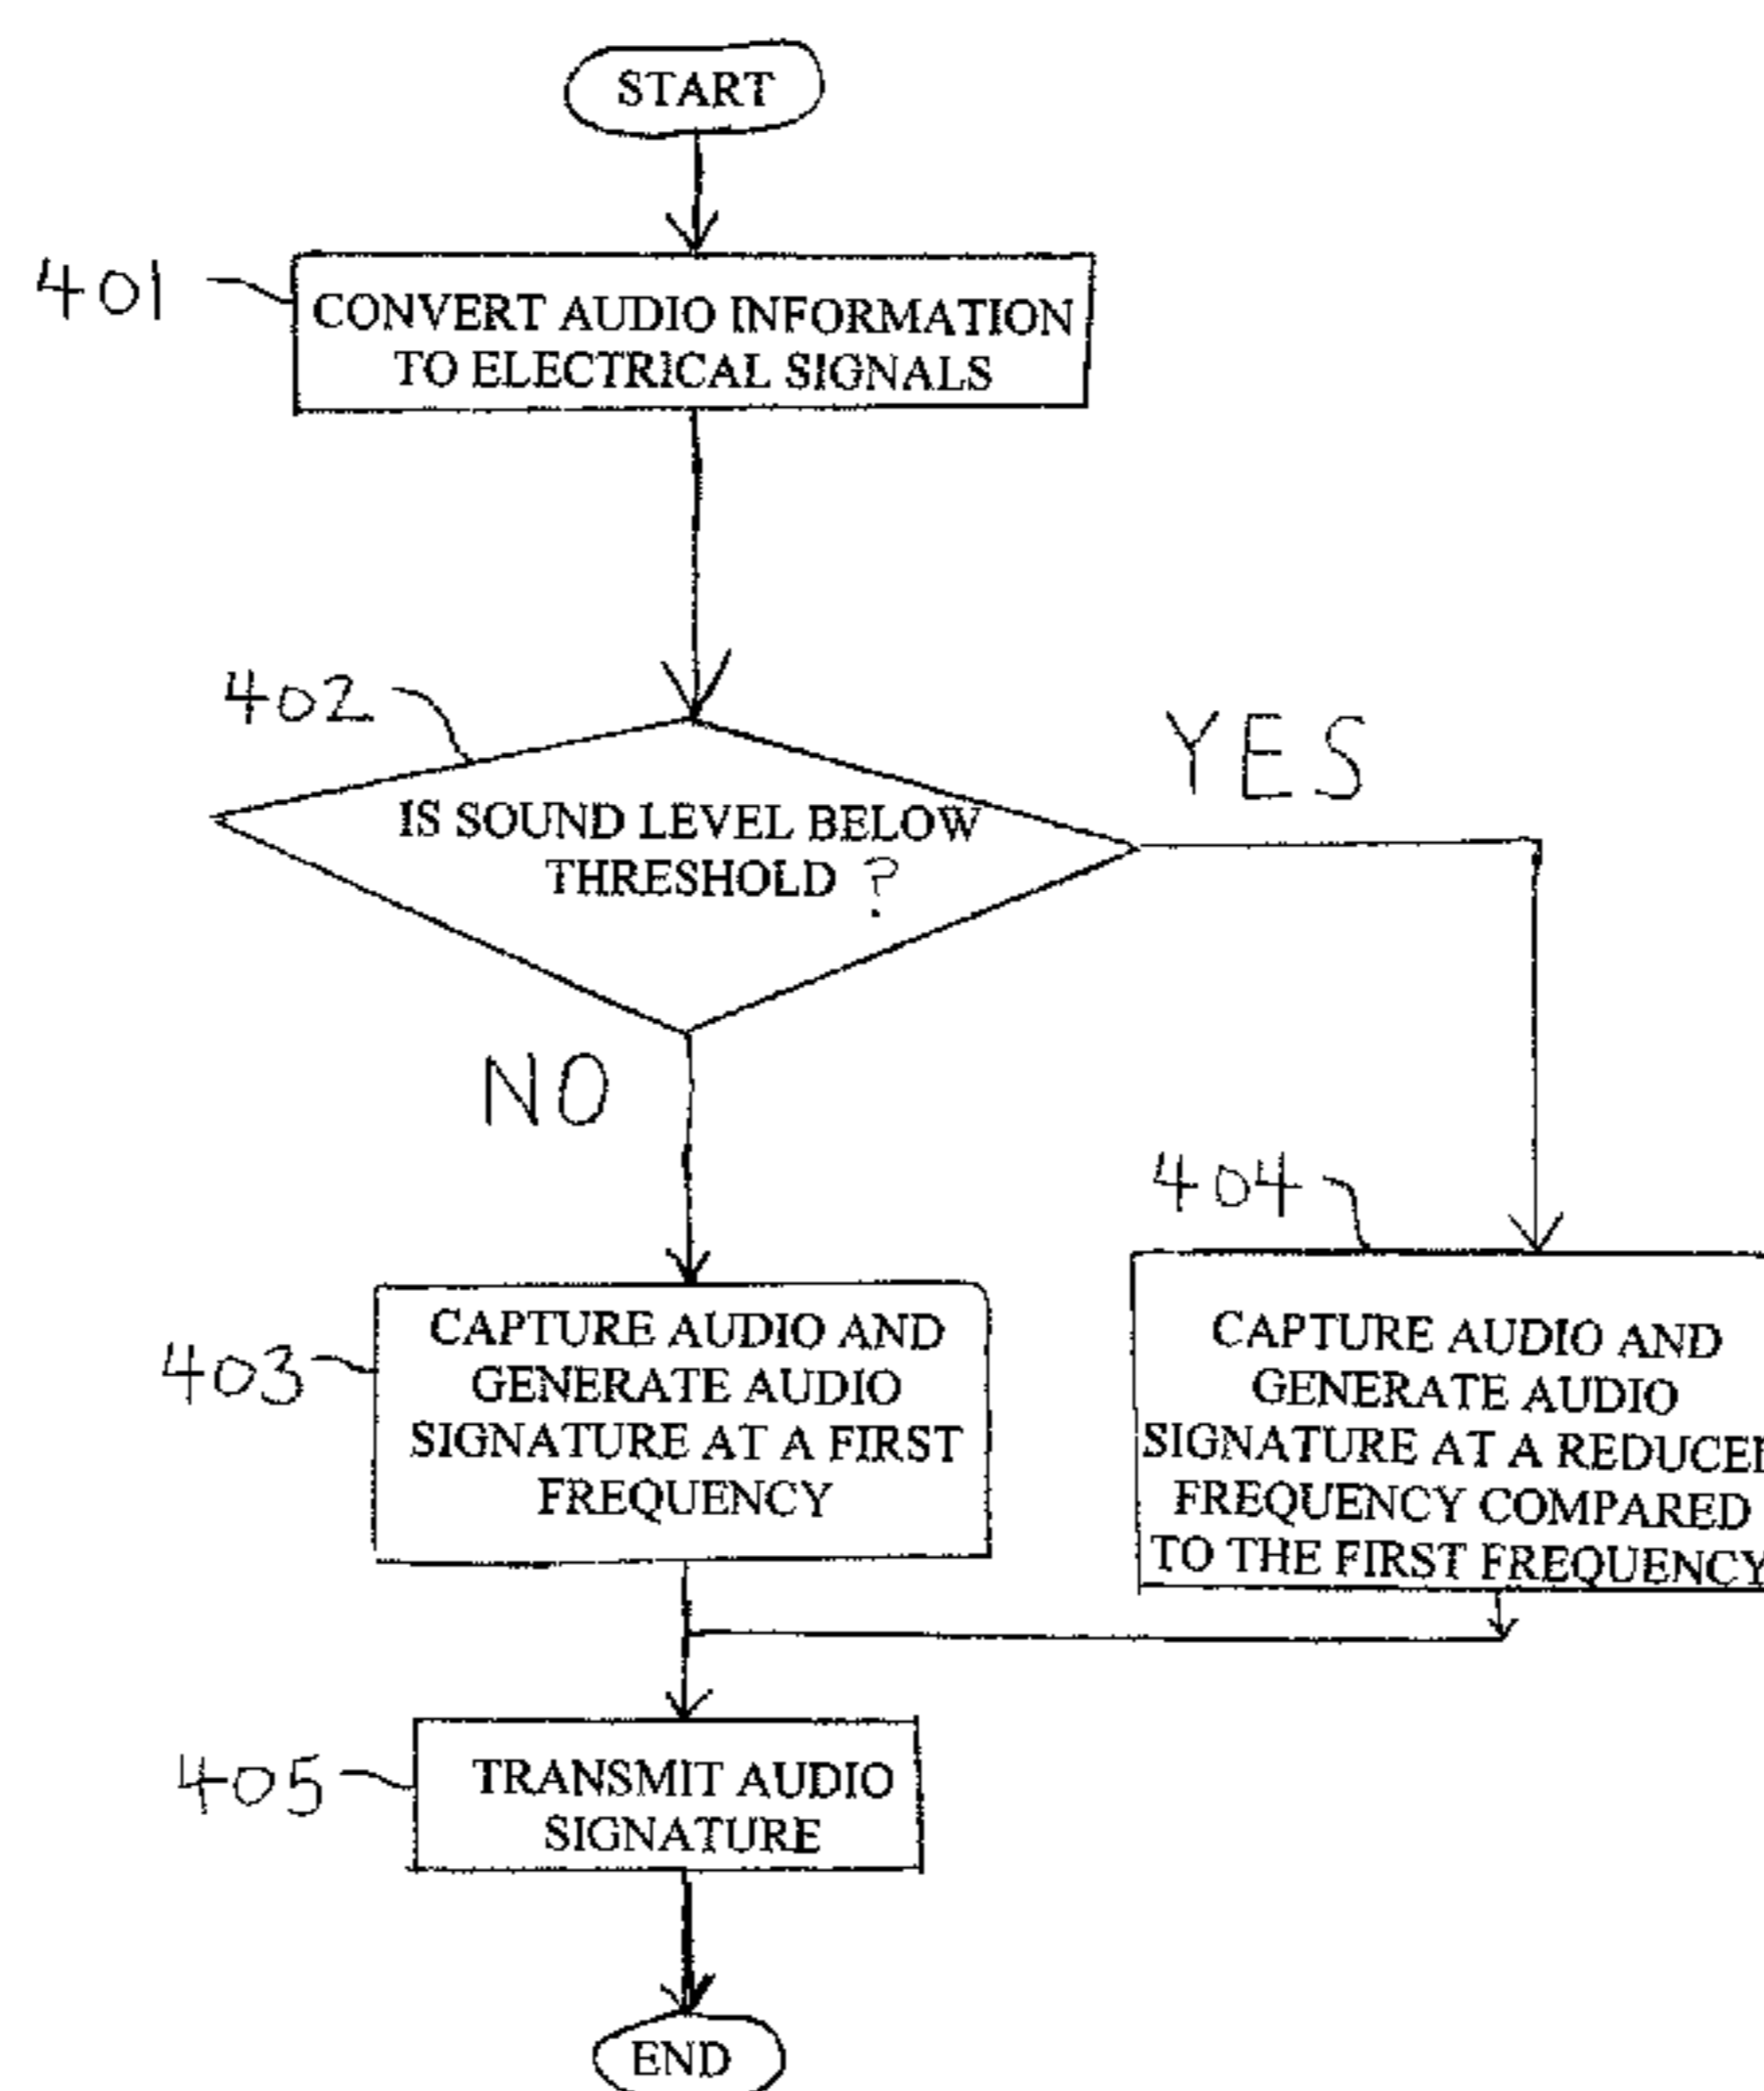 START
401
CONVERT AUDIO INFORMATION
TO ELECTRICAL SIGNALS
402
IS SOUND LEVEL BELOW
THRESHOLD ?
YES
NO
403
CAPTURE AUDIO AND
GENERATE AUDIO
SIGNATURE AT A FIRST
FREQUENCY
404
CAPTURE AUDIO AND
GENERATE AUDIO
SIGNATURE AT A REDUCED
FREQUENCY COMPARED
TO THE FIRST FREQUENCY
405
TRANSMIT AUDIO
SIGNATURE
END